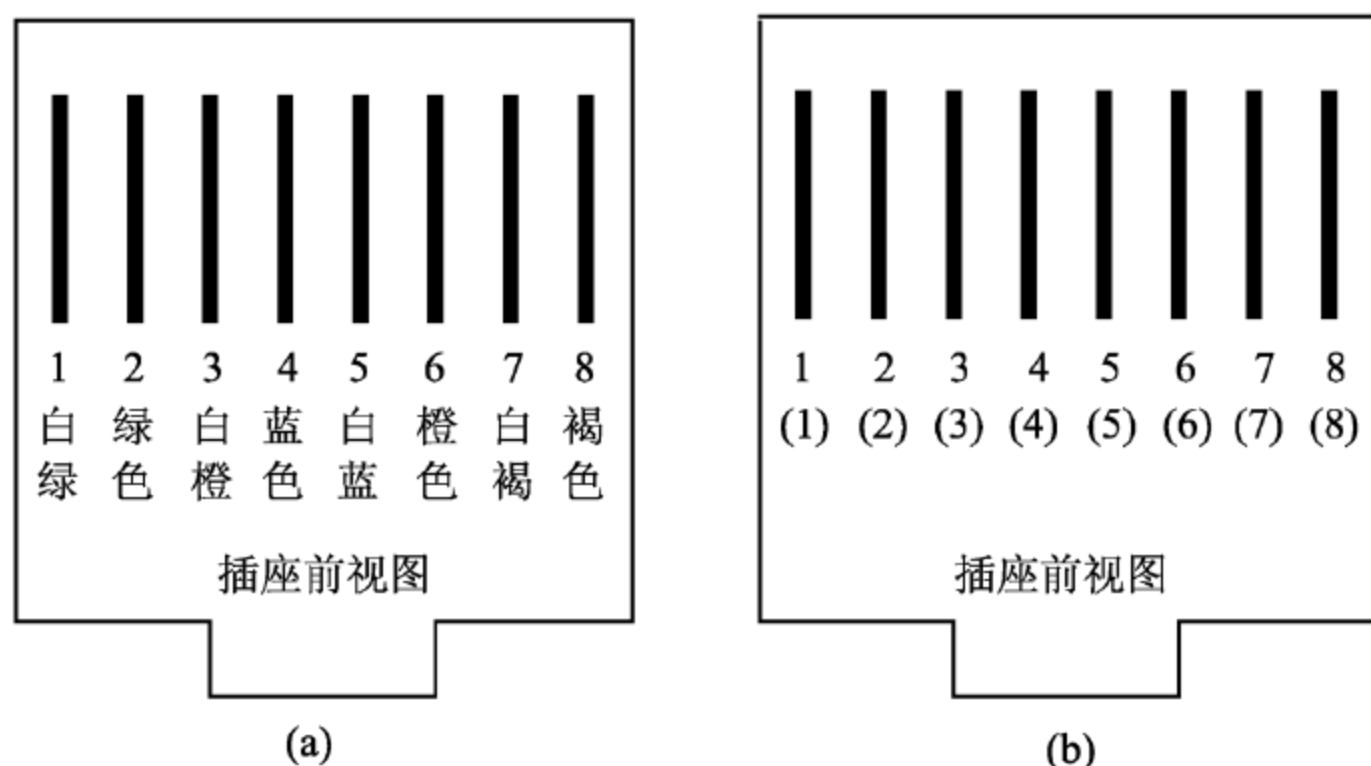 1 2 3 4 5 6 7 8
白绿 绿色 白橙 蓝色 白蓝 橙色 白褐 褐色
插座前视图
(a)
1 2 3 4 5 6 7 8
(1) (2) (3) (4) (5) (6) (7) (8)
插座前视图
(b)